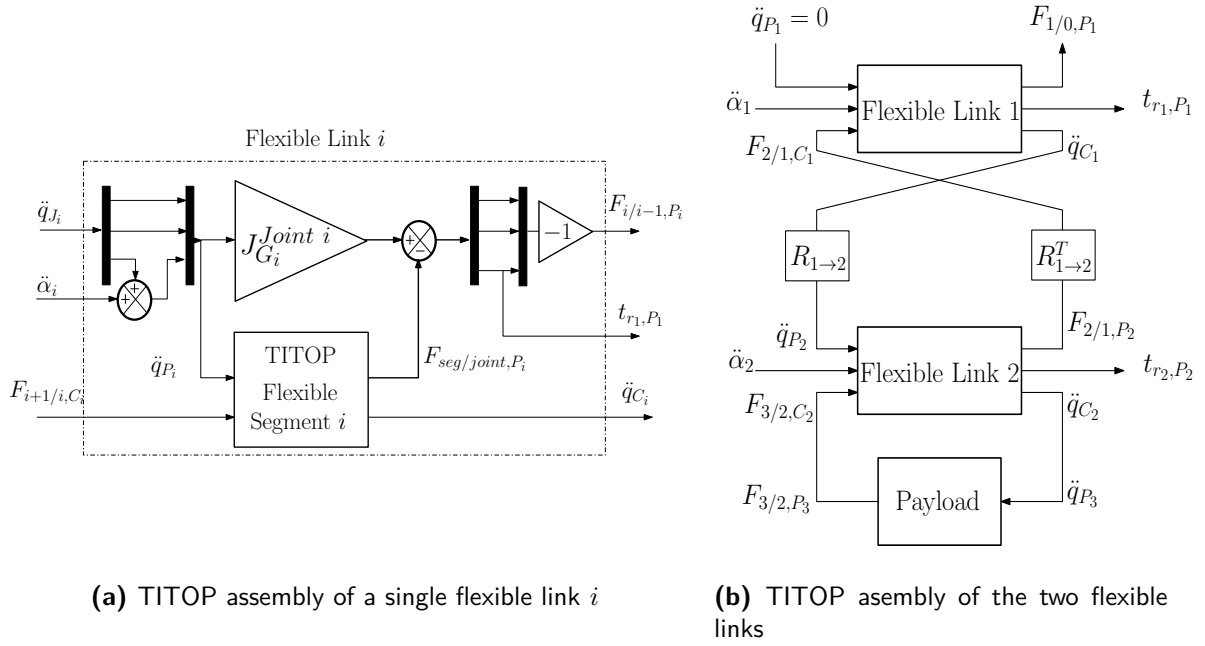 Flexible Link i
q̈_{J_i}
α̈_i
J_{G_i}^{Joint i}
+
−
+
+
−1
F_{i/i−1,P_i}
t_{r_1,P_1}
q̈_{P_i}
F_{i+1/i,C_i}
TITOP
Flexible
Segment i
F_{seg/joint,P_i}
q̈_{C_i}
(a) TITOP assembly of a single flexible link i
q̈_{P_1} = 0
F_{1/0,P_1}
α̈_1
Flexible Link 1
t_{r_1,P_1}
F_{2/1,C_1}
q̈_{C_1}
R_{1→2}
R_{1→2}^T
q̈_{P_2}
F_{2/1,P_2}
α̈_2
Flexible Link 2
t_{r_2,P_2}
F_{3/2,C_2}
q̈_{C_2}
F_{3/2,P_3}
Payload
q̈_{P_3}
(b) TITOP asembly of the two flexible
links